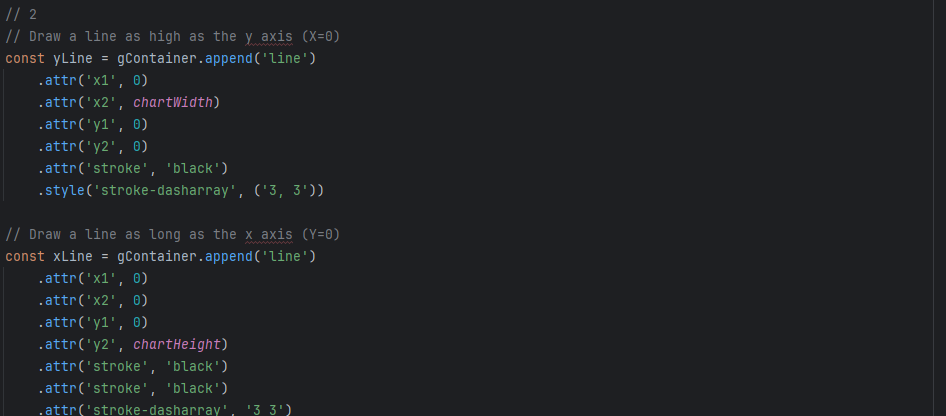 // 2
// Draw a line as high as the y axis (X=0)
const yLine = gContainer.append('line')
    .attr('x1', 0)
    .attr('x2', chartWidth)
    .attr('y1', 0)
    .attr('y2', 0)
    .attr('stroke', 'black')
    .style('stroke-dasharray', ('3, 3'))

// Draw a line as long as the x axis (Y=0)
const xLine = gContainer.append('line')
    .attr('x1', 0)
    .attr('x2', 0)
    .attr('y1', 0)
    .attr('y2', chartHeight)
    .attr('stroke', 'black')
    .attr('stroke', 'black')
    .attr('stroke-dasharray', '3 3')